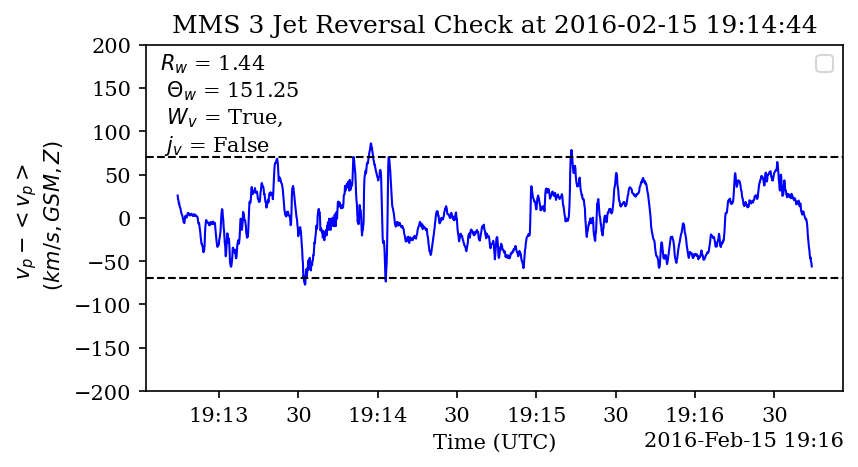 MMS 3 Jet Reversal Check at 2016-02-15 19:14:44
200
150
100
50
0
−50
−100
−150
−200
v_p − < v_p >
(km/s, GSM, Z)
R_w = 1.44
Θ_w = 151.25
W_v = True,
j_v = False
19:13 30 19:14 30 19:15 30 19:16 30
Time (UTC)
2016-Feb-15 19:16